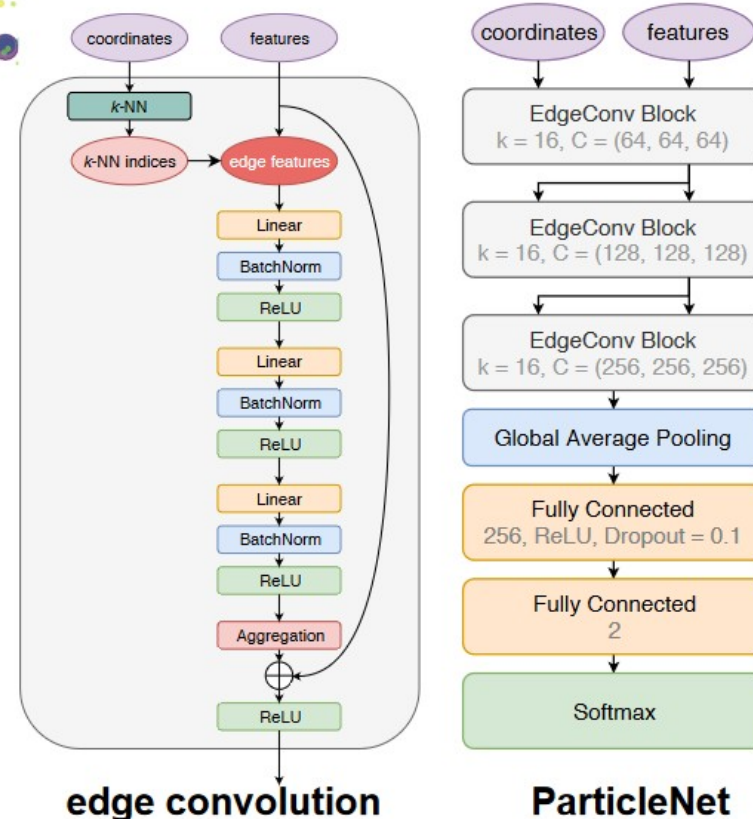 coordinates
features
k-NN
k-NN indices
edge features
Linear
BatchNorm
ReLU
Linear
BatchNorm
ReLU
Linear
BatchNorm
ReLU
Aggregation
ReLU
edge convolution
coordinates
features
EdgeConv Block
k = 16, C = (64, 64, 64)
EdgeConv Block
k = 16, C = (128, 128, 128)
EdgeConv Block
k = 16, C = (256, 256, 256)
Global Average Pooling
Fully Connected
256, ReLU, Dropout = 0.1
Fully Connected
2
Softmax
ParticleNet